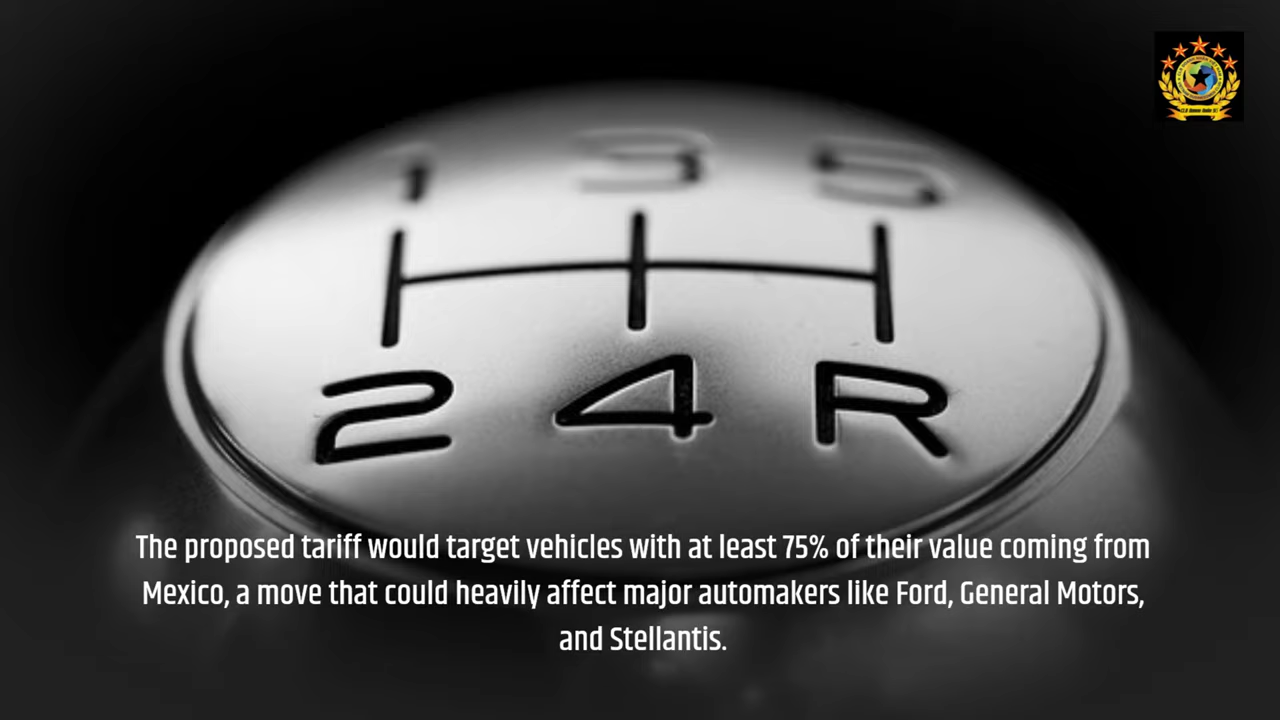 1 3 5
2 4 R
The proposed tariff would target vehicles with at least 75% of their value coming from
Mexico, a move that could heavily affect major automakers like Ford, General Motors,
and Stellantis.